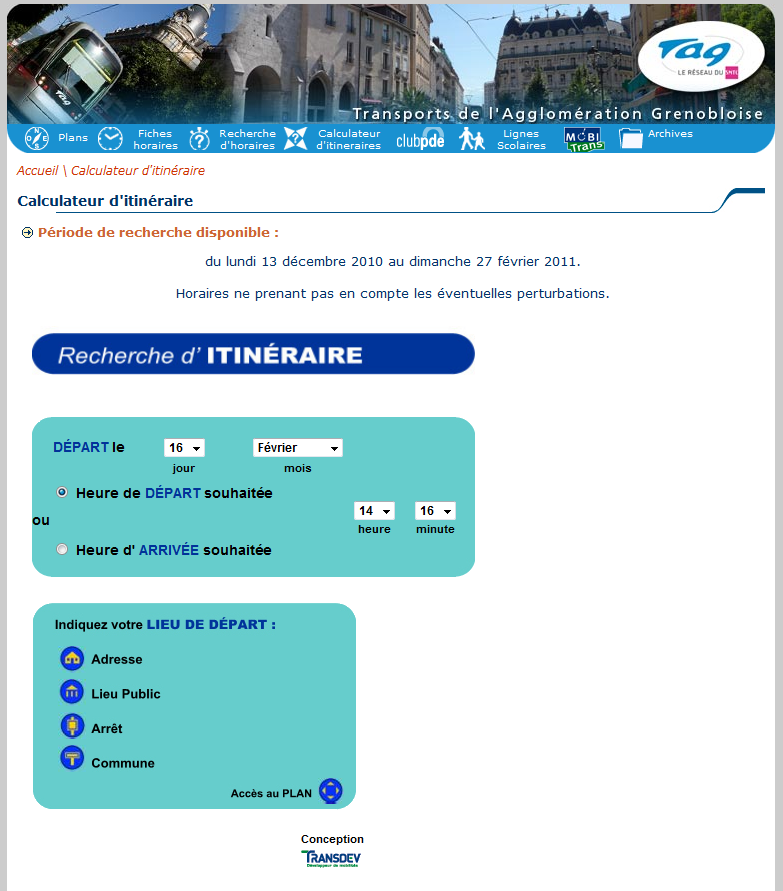 Tag
LE RÉSEAU DU SMTC
Transports de l'Agglomération Grenobloise
N
O E
S
Plans
Fiches
horaires
Recherche
d'horaires
Calculateur
d'itineraires
clubpde
Lignes
Scolaires
MOBI
Trans
Archives
Accueil \ Calculateur d'itinéraire
Calculateur d'itinéraire
Période de recherche disponible :
du lundi 13 décembre 2010 au dimanche 27 février 2011.
Horaires ne prenant pas en compte les éventuelles perturbations.
Recherche d' ITINÉRAIRE
DÉPART le 16 Février
jour mois
Heure de DÉPART souhaitée
ou 14 16
heure minute
Heure d' ARRIVÉE souhaitée
Indiquez votre LIEU DE DÉPART :
Adresse
Lieu Public
Arrêt
Commune
Accès au PLAN
Conception
TRANSDEV
Développeur de mobilités